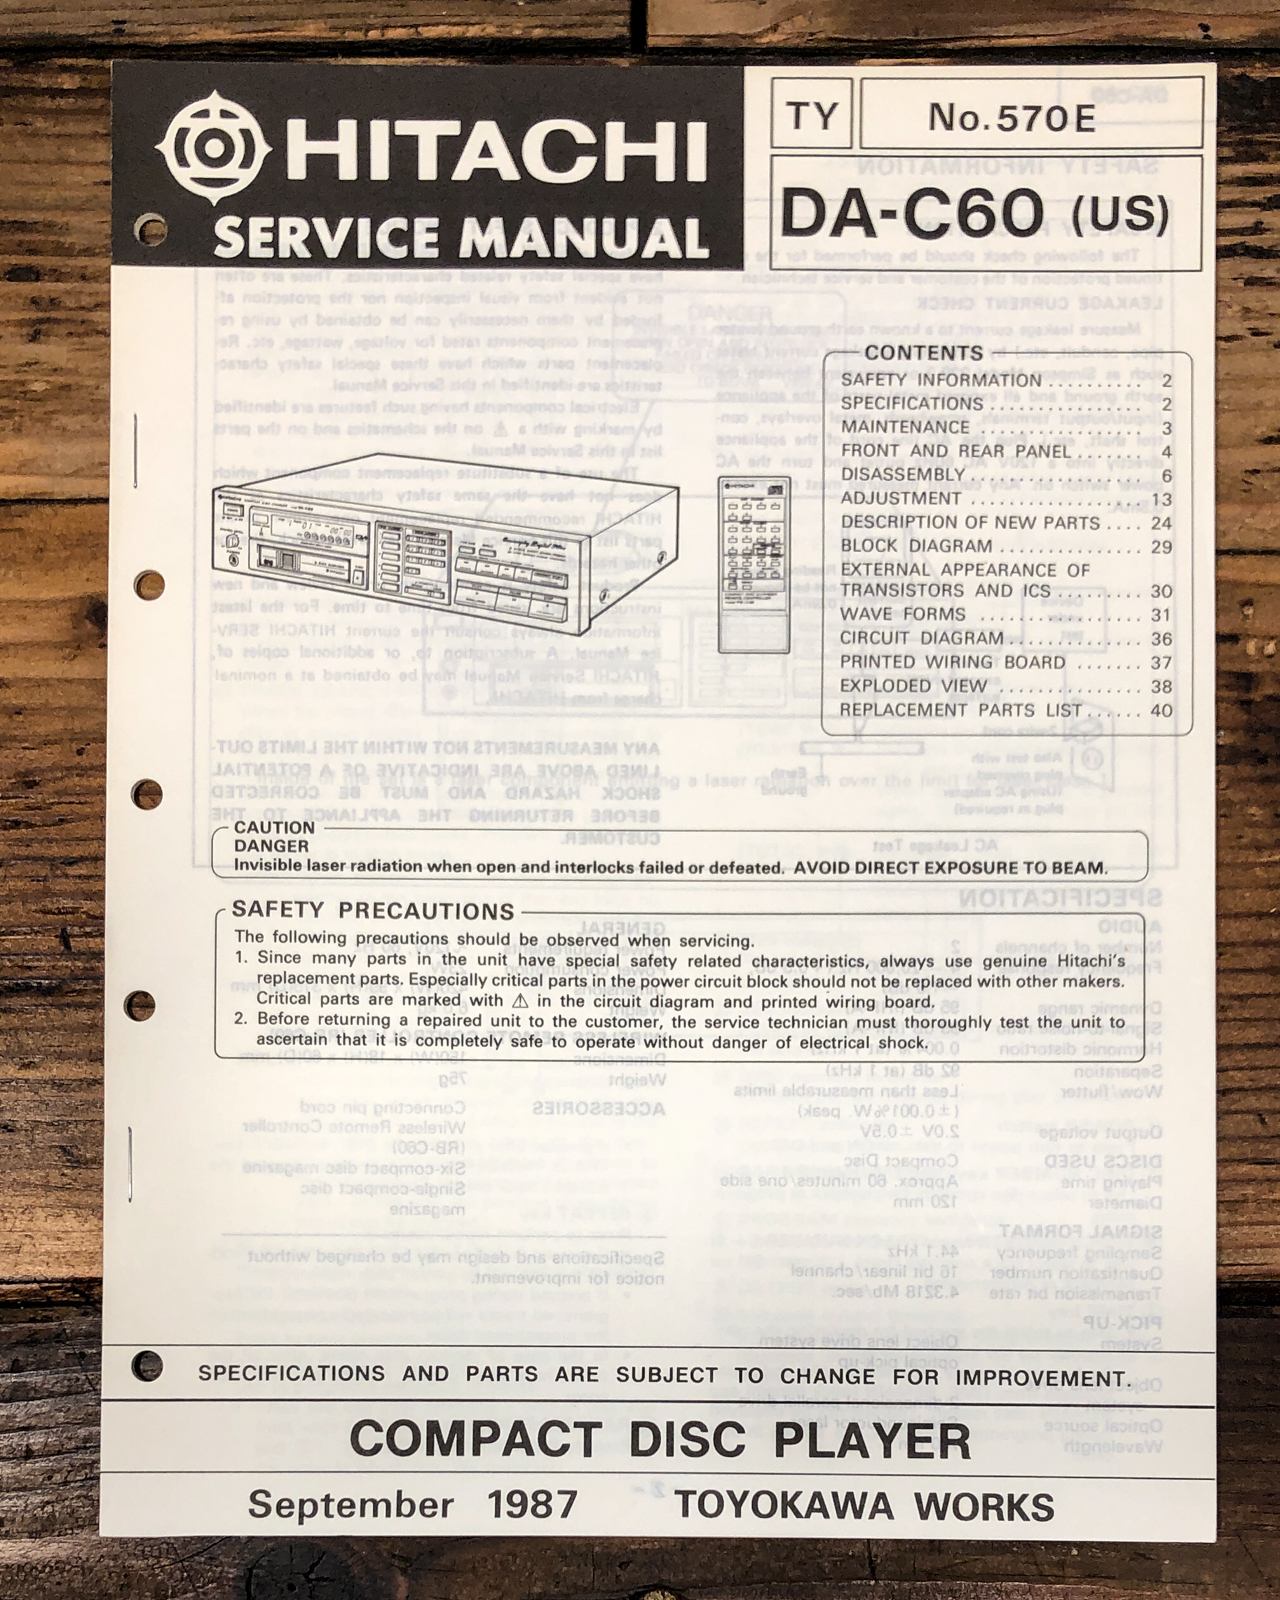 HITACHI
SERVICE MANUAL
TY
No.570E
DA-C60 (US)
CONTENTS
SAFETY INFORMATION .......... 2
SPECIFICATIONS ................ 2
MAINTENANCE ................. 3
FRONT AND REAR PANEL....... 4
DISASSEMBLY.................. 6
ADJUSTMENT .................. 13
DESCRIPTION OF NEW PARTS .... 24
BLOCK DIAGRAM .............. 29
EXTERNAL APPEARANCE OF
TRANSISTORS AND ICS ......... 30
WAVE FORMS ................. 31
CIRCUIT DIAGRAM.............. 36
PRINTED WIRING BOARD ....... 37
EXPLODED VIEW .............. 38
REPLACEMENT PARTS LIST...... 40
CAUTION
DANGER
Invisible laser radiation when open and interlocks failed or defeated. AVOID DIRECT EXPOSURE TO BEAM.
SAFETY PRECAUTIONS
The following precautions should be observed when servicing.
1. Since many parts in the unit have special safety related characteristics, always use genuine Hitachi's
replacement parts. Especially critical parts in the power circuit block should not be replaced with other makers.
Critical parts are marked with ⚠ in the circuit diagram and printed wiring board.
2. Before returning a repaired unit to the customer, the service technician must thoroughly test the unit to
ascertain that it is completely safe to operate without danger of electrical shock.
SPECIFICATIONS AND PARTS ARE SUBJECT TO CHANGE FOR IMPROVEMENT.
COMPACT DISC PLAYER
September 1987 TOYOKAWA WORKS